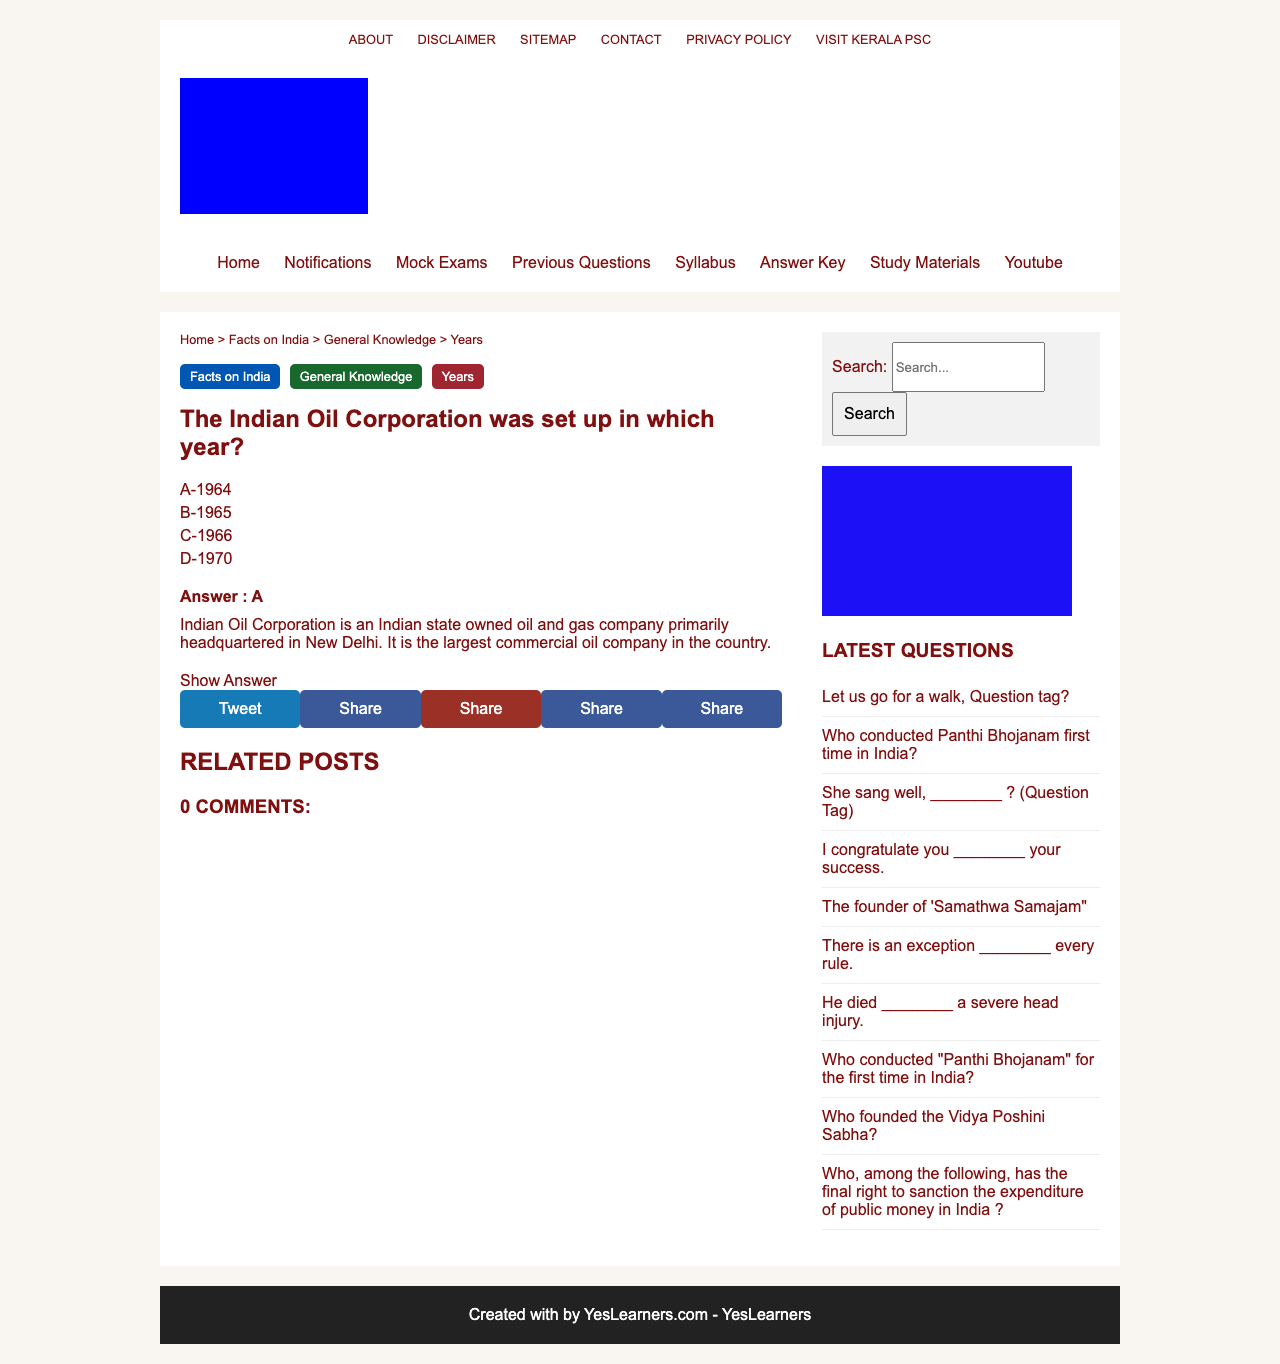 ABOUT DISCLAIMER SITEMAP CONTACT PRIVACY POLICY VISIT KERALA PSC
Home Notifications Mock Exams Previous Questions Syllabus Answer Key Study Materials Youtube
Home > Facts on India > General Knowledge > Years
Facts on India General Knowledge Years
The Indian Oil Corporation was set up in which
year?
A-1964
B-1965
C-1966
D-1970
Answer : A
Indian Oil Corporation is an Indian state owned oil and gas company primarily
headquartered in New Delhi. It is the largest commercial oil company in the country.
Show Answer
Tweet Share Share Share Share
RELATED POSTS
0 COMMENTS:
Search: Search...
Search
LATEST QUESTIONS
Let us go for a walk, Question tag?
Who conducted Panthi Bhojanam first
time in India?
She sang well, ________ ? (Question
Tag)
I congratulate you ________ your
success.
The founder of 'Samathwa Samajam"
There is an exception ________ every
rule.
He died ________ a severe head
injury.
Who conducted "Panthi Bhojanam" for
the first time in India?
Who founded the Vidya Poshini
Sabha?
Who, among the following, has the
final right to sanction the expenditure
of public money in India ?
Created with by YesLearners.com - YesLearners